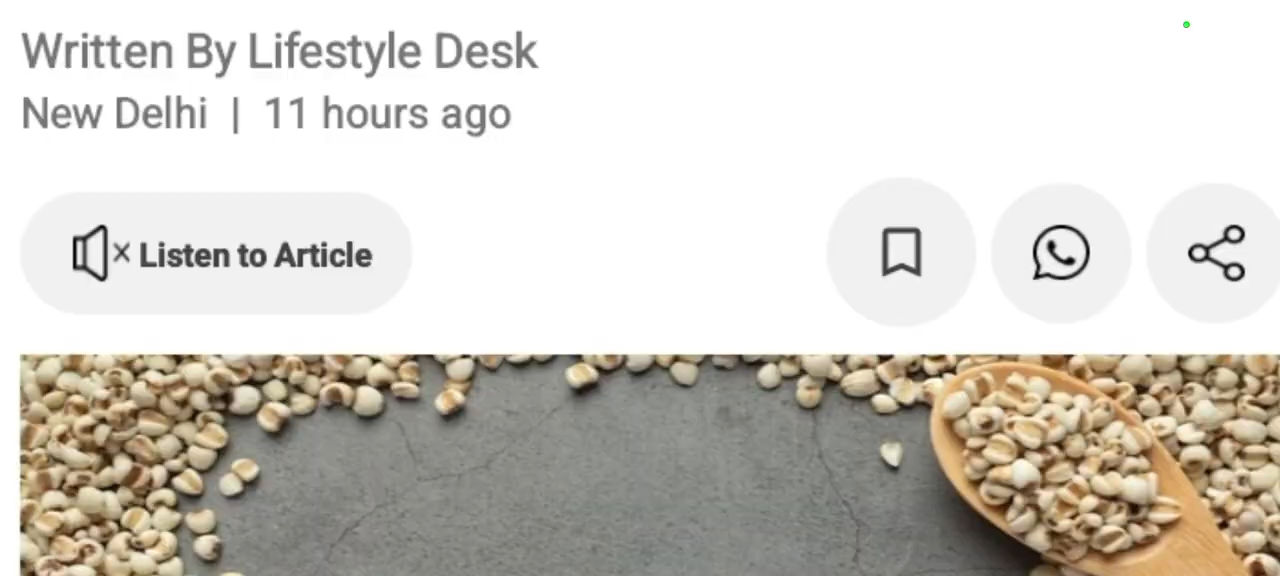 Written By Lifestyle Desk
New Delhi | 11 hours ago
Listen to Article